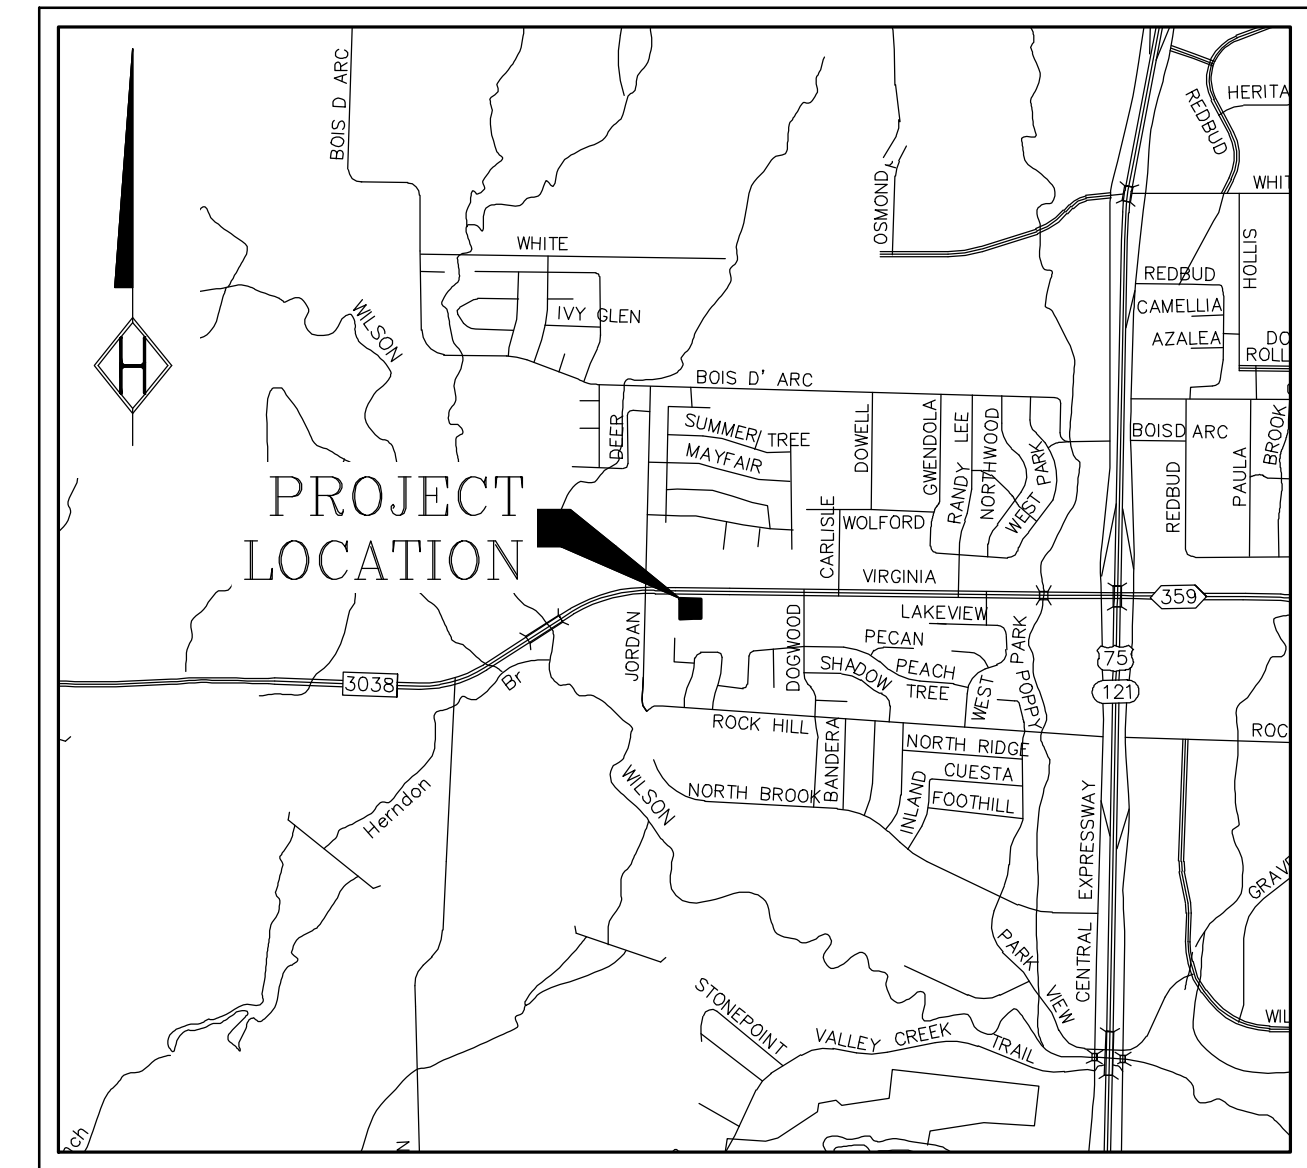 BOIS D ARC
REDBUD
HERITA
WHIT
OSMOND
WHITE
HOLLIS
REDBUD
CAMELLIA
IVY GLEN
WILSON
AZALEA
DO
ROLL
H
BOIS D' ARC
DEER
SUMMER TREE
MAYFAIR
DOWELL
GWENDOLA
RANDY LEE
NORTHWOOD
WEST PARK
BOISD ARC
REDBUD
PAULA
BROOK
PROJECT
LOCATION
CARLISLE
WOLFORD
VIRGINIA
359
LAKEVIEW
JORDAN
DOGWOOD
PECAN
SHADOW
PEACH
TREE
WEST PARK
POPPY
75
121
3038
Br
ROCK HILL
BANDERA
NORTH RIDGE
ROC
CUESTA
FOOTHILL
INLAND
NORTH BROOK
WILSON
Herndon
CENTRAL EXPRESSWAY
GRAV
PARK VIEW
STONEPOINT
VALLEY CREEK TRAIL
WIL
nch
N